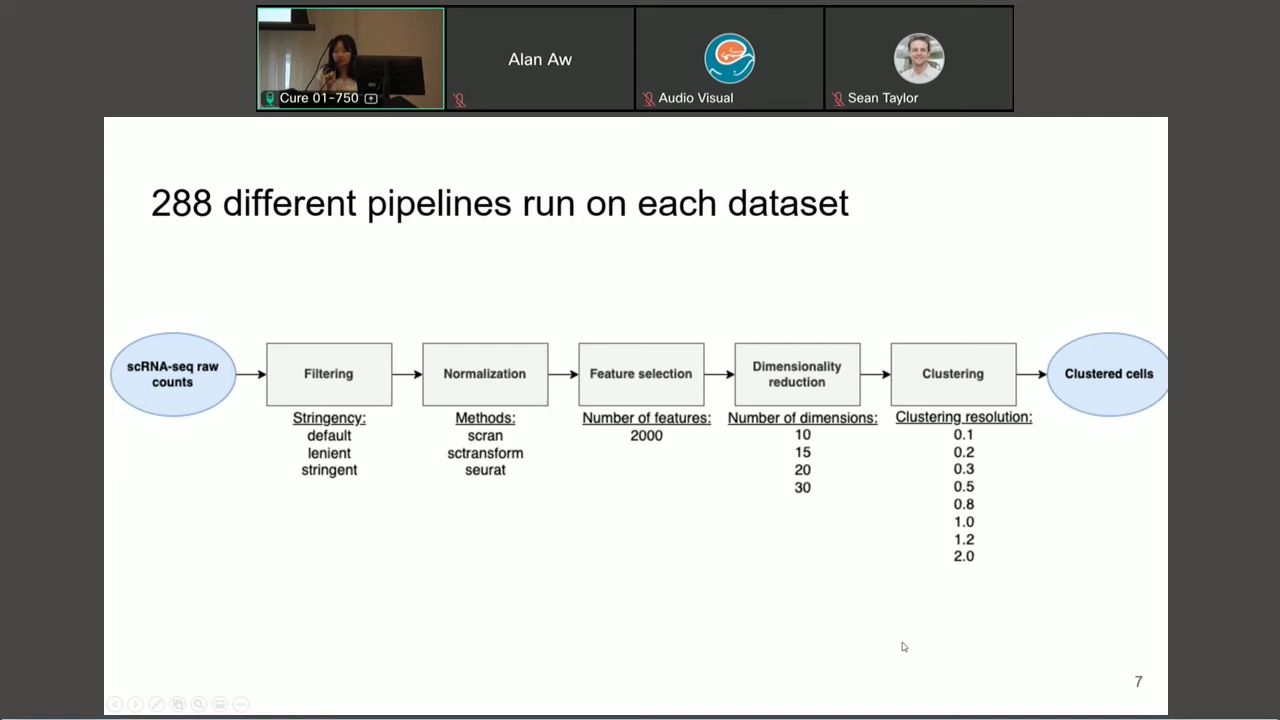 Cure 01-750
Alan Aw
Audio Visual
Sean Taylor
288 different pipelines run on each dataset
scRNA-seq raw
counts
Filtering
Normalization
Feature selection
Dimensionality
reduction
Clustering
Clustered cells
Stringency:
default
lenient
stringent
Methods:
scran
sctransform
seurat
Number of features:
2000
Number of dimensions:
10
15
20
30
Clustering resolution:
0.1
0.2
0.3
0.5
0.8
1.0
1.2
2.0
7